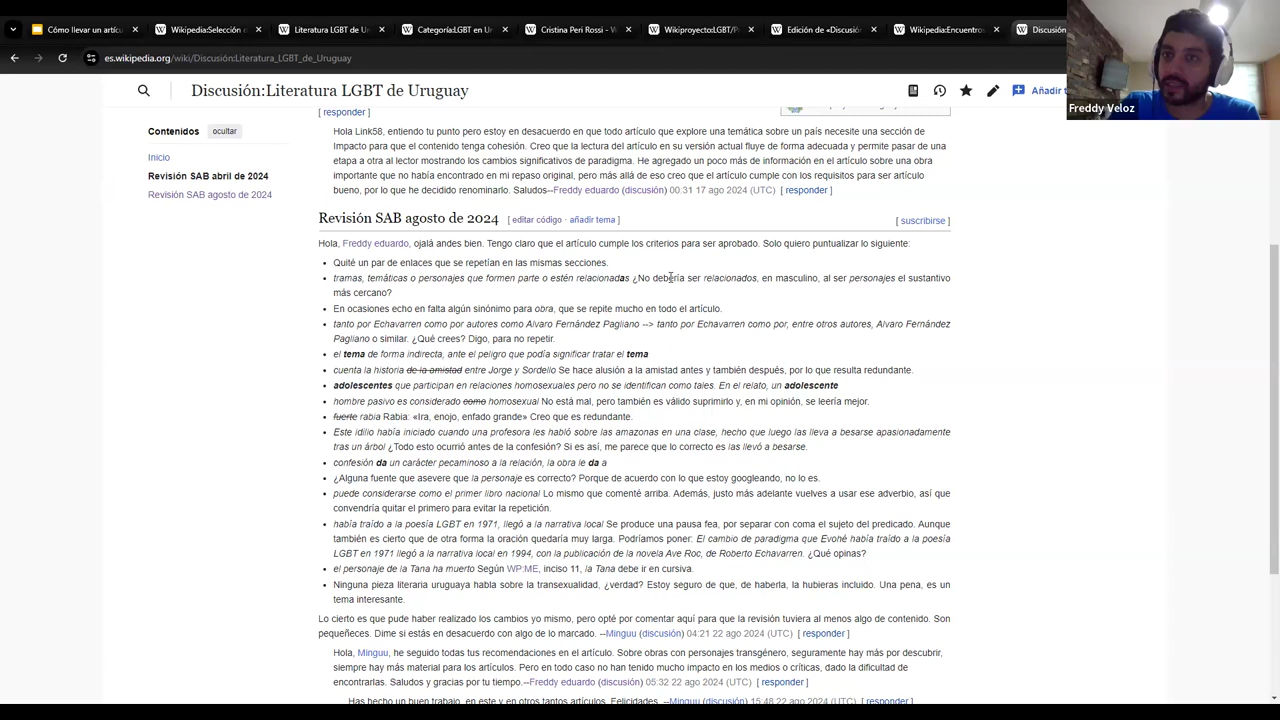 Cómo llevar un artícu
Wikipedia:Selección d
Literatura LGBT de Ur
Categoría:LGBT en Ur
Cristina Peri Rossi - W
Wikiproyecto:LGBT/P
Edición de «Discusión
Wikipedia:Encuentros
Discusión
es.wikipedia.org/wiki/Discusión:Literatura_LGBT_de_Uruguay
Freddy Veloz
Discusión:Literatura LGBT de Uruguay
Añadir t
Contenidos ocultar
Inicio
Revisión SAB abril de 2024
Revisión SAB agosto de 2024
[ responder ]
Hola Link58, entiendo tu punto pero estoy en desacuerdo en que todo artículo que explore una temática sobre un país necesite una sección de
Impacto para que el contenido tenga cohesión. Creo que la lectura del artículo en su versión actual fluye de forma adecuada y permite pasar de una
etapa a otra al lector mostrando los cambios significativos de paradigma. He agregado un poco más de información en el artículo sobre una obra
importante que no había encontrado en mi repaso original, pero más allá de eso creo que el artículo cumple con los requisitos para ser artículo
bueno, por lo que he decidido renominarlo. Saludos--Freddy eduardo (discusión) 00:31 17 ago 2024 (UTC) [ responder ]
Revisión SAB agosto de 2024 [ editar código · añadir tema ] [ suscribirse ]
Hola, Freddy eduardo, ojalá andes bien. Tengo claro que el artículo cumple los criterios para ser aprobado. Solo quiero puntualizar lo siguiente:
• Quité un par de enlaces que se repetían en las mismas secciones.
• tramas, temáticas o personajes que formen parte o estén relacionadas ¿No debería ser relacionados, en masculino, al ser personajes el sustantivo
más cercano?
• En ocasiones echo en falta algún sinónimo para obra, que se repite mucho en todo el artículo.
• tanto por Echavarren como por autores como Alvaro Fernández Pagliano --> tanto por Echavarren como por, entre otros autores, Alvaro Fernández
Pagliano o similar. ¿Qué crees? Digo, para no repetir.
• el tema de forma indirecta, ante el peligro que podía significar tratar el tema
• cuenta la historia de la amistad entre Jorge y Sordello Se hace alusión a la amistad antes y también después, por lo que resulta redundante.
• adolescentes que participan en relaciones homosexuales pero no se identifican como tales. En el relato, un adolescente
• hombre pasivo es considerado como homosexual No está mal, pero también es válido suprimirlo y, en mi opinión, se leería mejor.
• fuerte rabia Rabia: «Ira, enojo, enfado grande» Creo que es redundante.
• Este idilio había iniciado cuando una profesora les habló sobre las amazonas en una clase, hecho que luego las lleva a besarse apasionadamente
tras un árbol ¿Todo esto ocurrió antes de la confesión? Si es así, me parece que lo correcto es las llevó a besarse.
• confesión da un carácter pecaminoso a la relación, la obra le da a
• ¿Alguna fuente que asevere que la personaje es correcto? Porque de acuerdo con lo que estoy googleando, no lo es.
• puede considerarse como el primer libro nacional Lo mismo que comenté arriba. Además, justo más adelante vuelves a usar ese adverbio, así que
convendría quitar el primero para evitar la repetición.
• había traído a la poesía LGBT en 1971, llegó a la narrativa local Se produce una pausa fea, por separar con coma el sujeto del predicado. Aunque
también es cierto que de otra forma la oración quedaría muy larga. Podríamos poner: El cambio de paradigma que Evohé había traído a la poesía
LGBT en 1971 llegó a la narrativa local en 1994, con la publicación de la novela Ave Roc, de Roberto Echavarren. ¿Qué opinas?
• el personaje de la Tana ha muerto Según WP:ME, inciso 11, la Tana debe ir en cursiva.
• Ninguna pieza literaria uruguaya habla sobre la transexualidad, ¿verdad? Estoy seguro de que, de haberla, la hubieras incluido. Una pena, es un
tema interesante.
Lo cierto es que pude haber realizado los cambios yo mismo, pero opté por comentar aquí para que la revisión tuviera al menos algo de contenido. Son
pequeñeces. Dime si estás en desacuerdo con algo de lo marcado. --Minguu (discusión) 04:21 22 ago 2024 (UTC) [ responder ]
Hola, Minguu, he seguido todas tus recomendaciones en el artículo. Sobre obras con personajes transgénero, seguramente hay más por descubrir,
siempre hay más material para los artículos. Pero en todo caso no han tenido mucho impacto en los medios o críticas, dado la dificultad de
encontrarlas. Saludos y gracias por tu tiempo.--Freddy eduardo (discusión) 05:32 22 ago 2024 (UTC) [ responder ]
Has hecho un buen trabajo, en este y en otros tantos artículos. Felicidades. --Minguu (discusión) 15:48 22 ago 2024 (UTC) [ responder ]